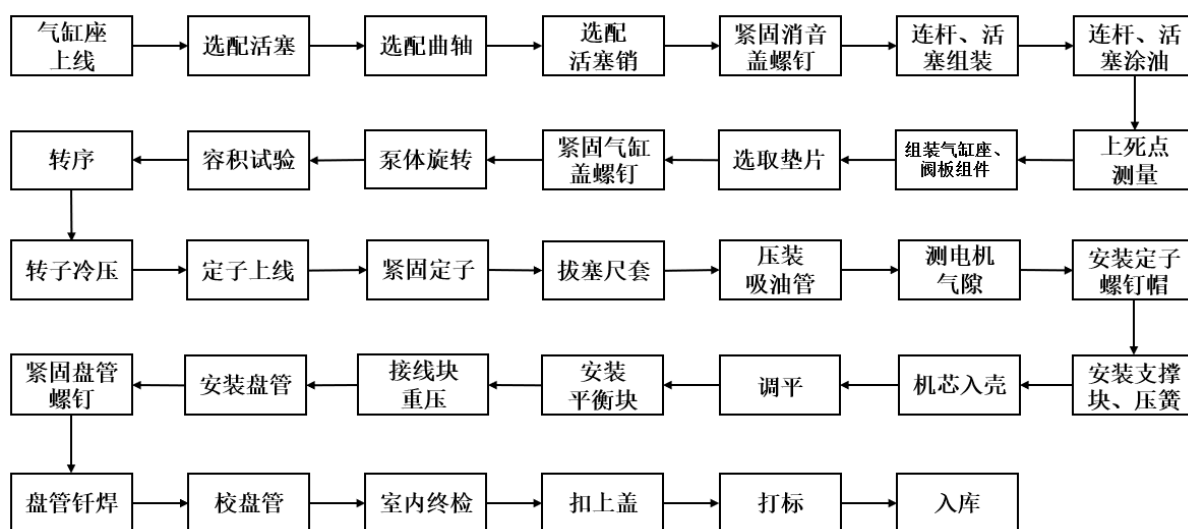 气缸座
上线
选配活塞
选配曲轴
选配
活塞销
紧固消音
盖螺钉
连杆、活
塞组装
连杆、活
塞涂油
转序
容积试验
泵体旋转
紧固气缸
盖螺钉
选取垫片
组装气缸座、
阀板组件
上死点
测量
转子冷压
定子上线
紧固定子
拔塞尺套
压装
吸油管
测电机
气隙
安装定子
螺钉帽
紧固盘管
螺钉
安装盘管
接线块
重压
安装
平衡块
调平
机芯入壳
安装支撑
块、压簧
盘管钎焊
校盘管
室内终检
扣上盖
打标
入库